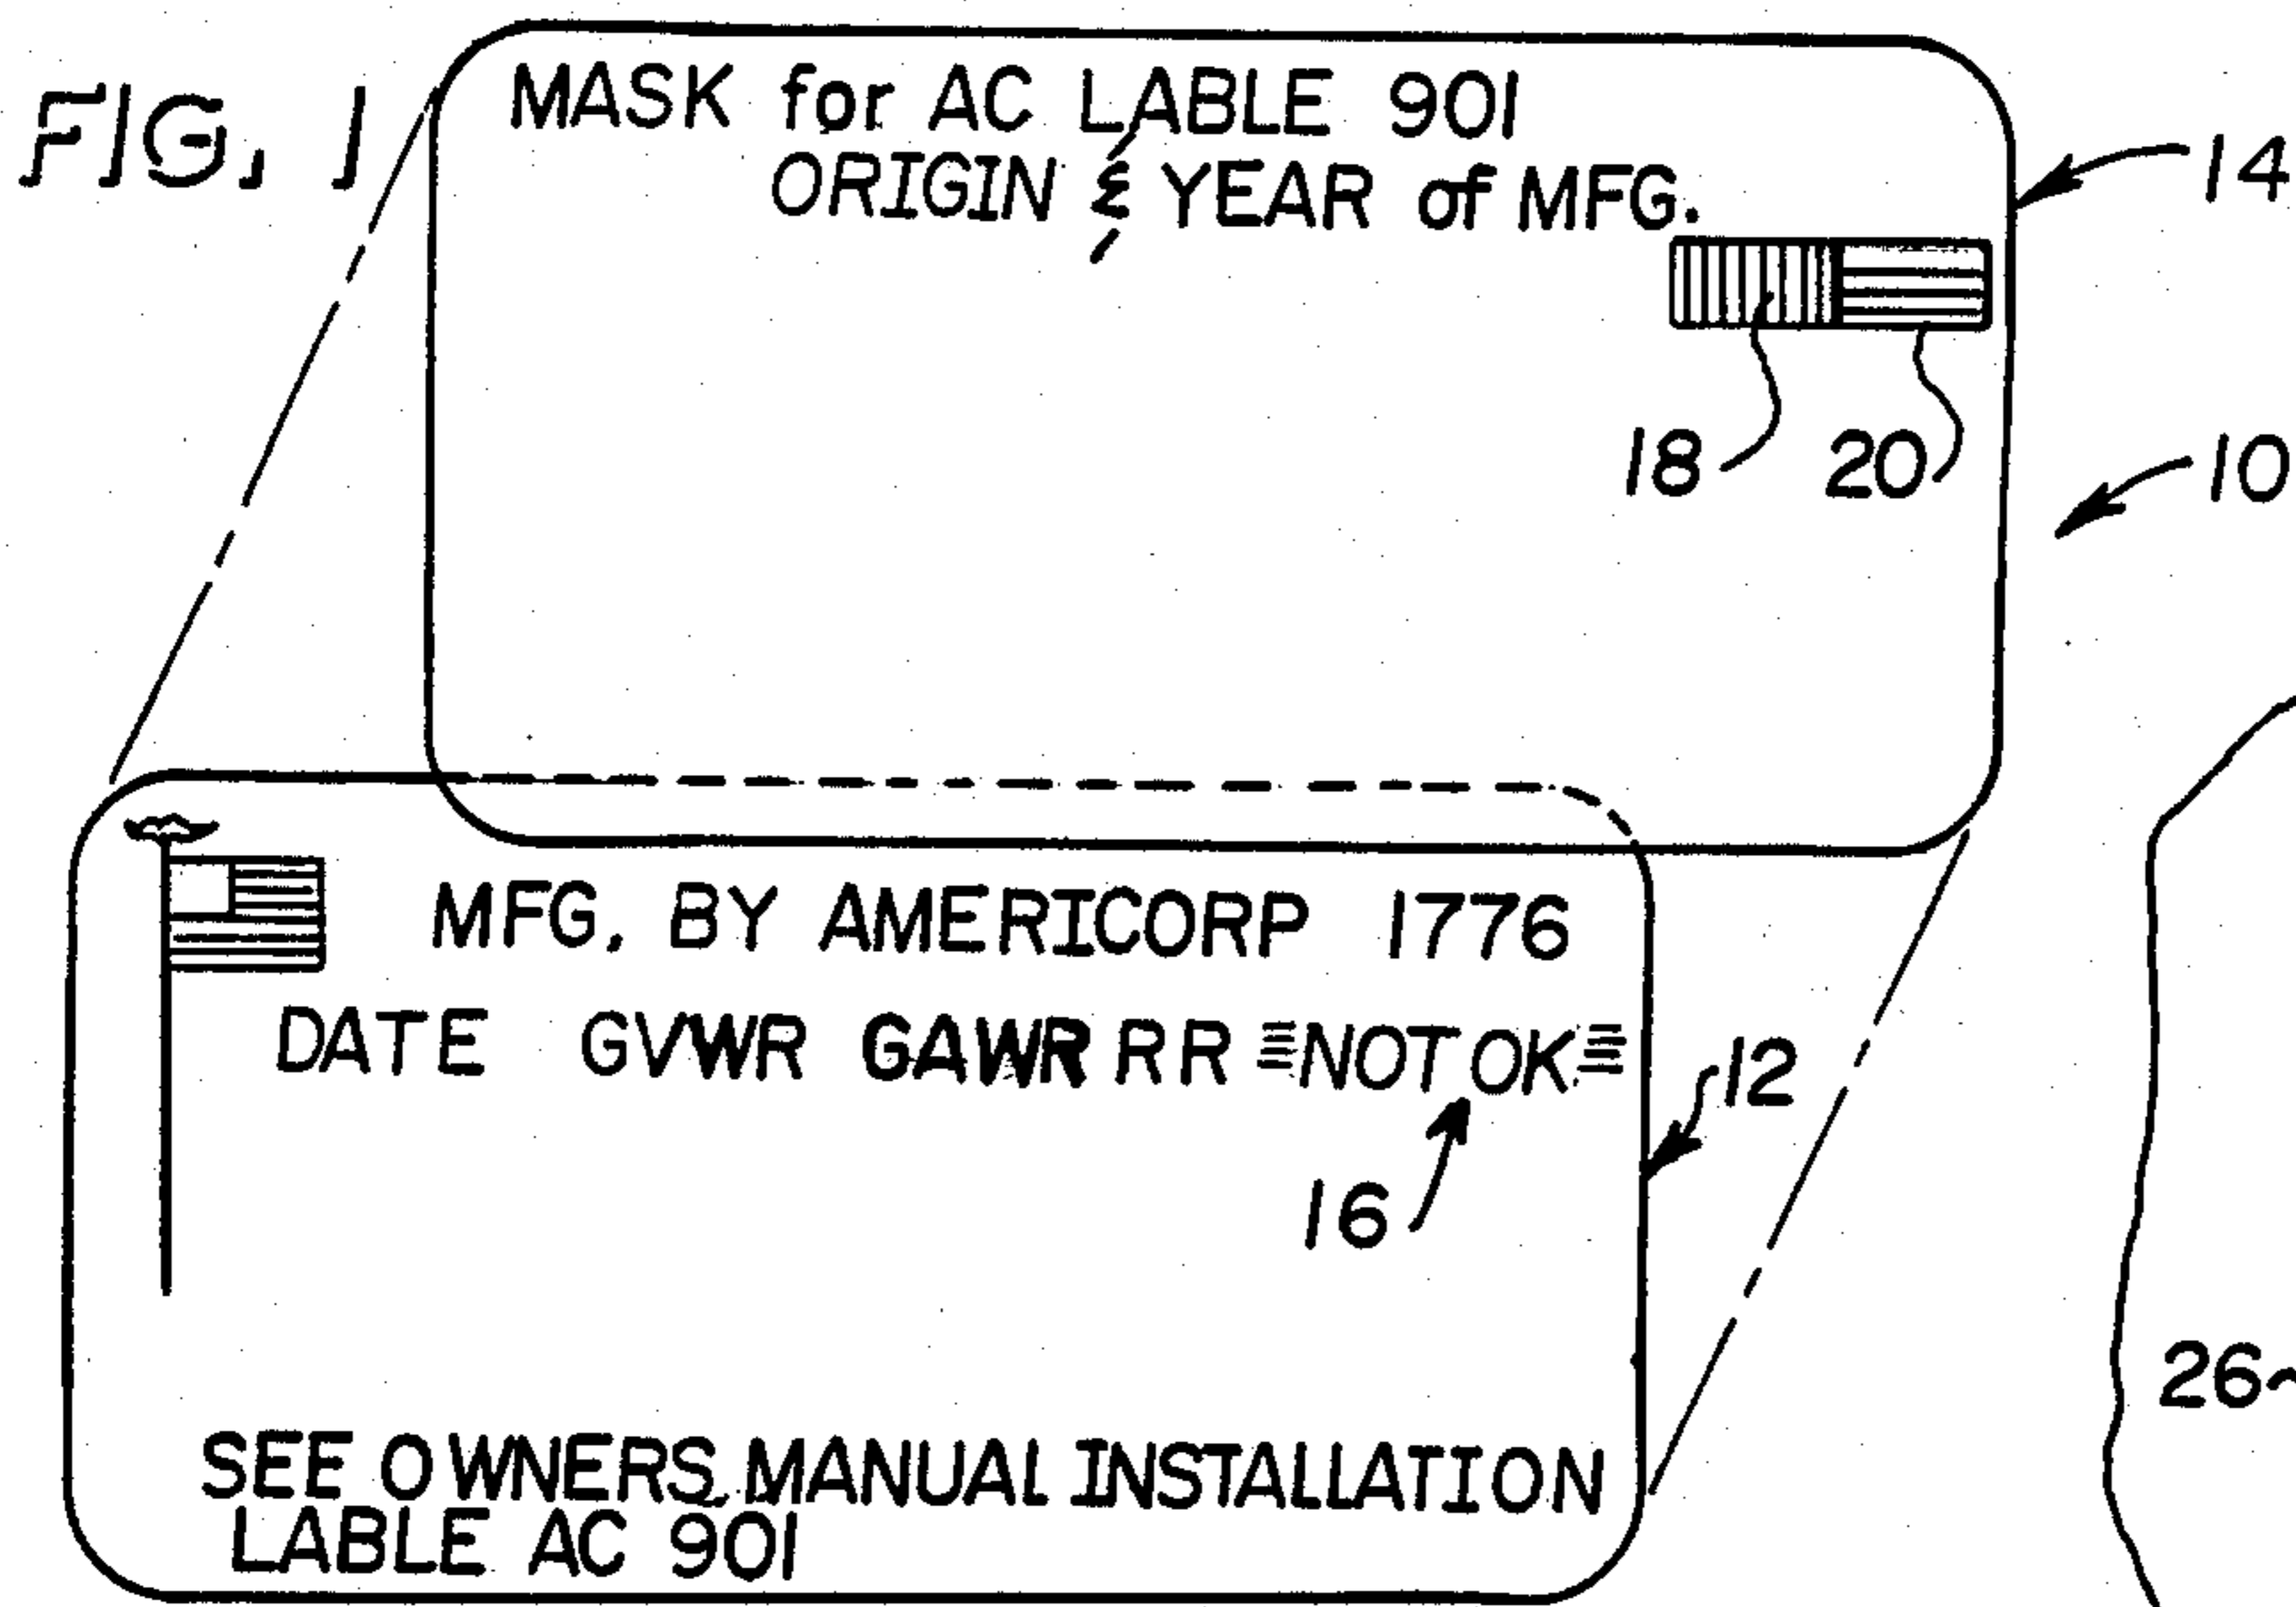 FIG. 1
MASK for AC LABLE 901
ORIGIN & YEAR of MFG.
14
18
20
10
MFG. BY AMERICORP 1776
DATE GVWR GAWR RR NOT OK
12
16
26
SEE OWNERS MANUAL INSTALLATION
LABLE AC 901